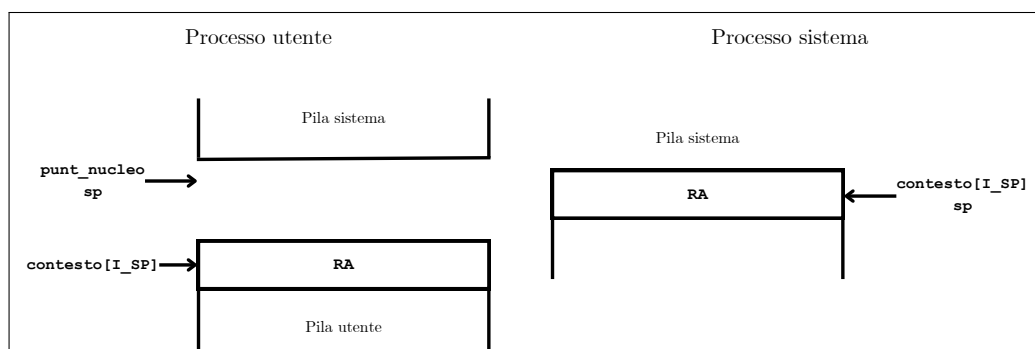 Processo utente
Processo sistema
Pila sistema
punt_nucleo
sp
contesto[I_SP]
RA
Pila utente
Pila sistema
RA
contesto[I_SP]
sp